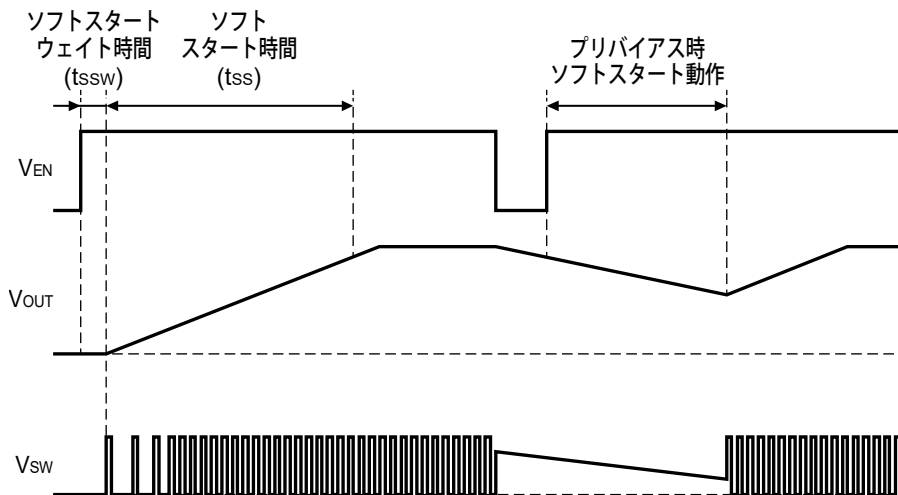 ソフトスタート
ウェイト時間
(tssw)
ソフト
スタート時間
(tss)
プリバイアス時
ソフトスタート動作
VEN
VOUT
VSW